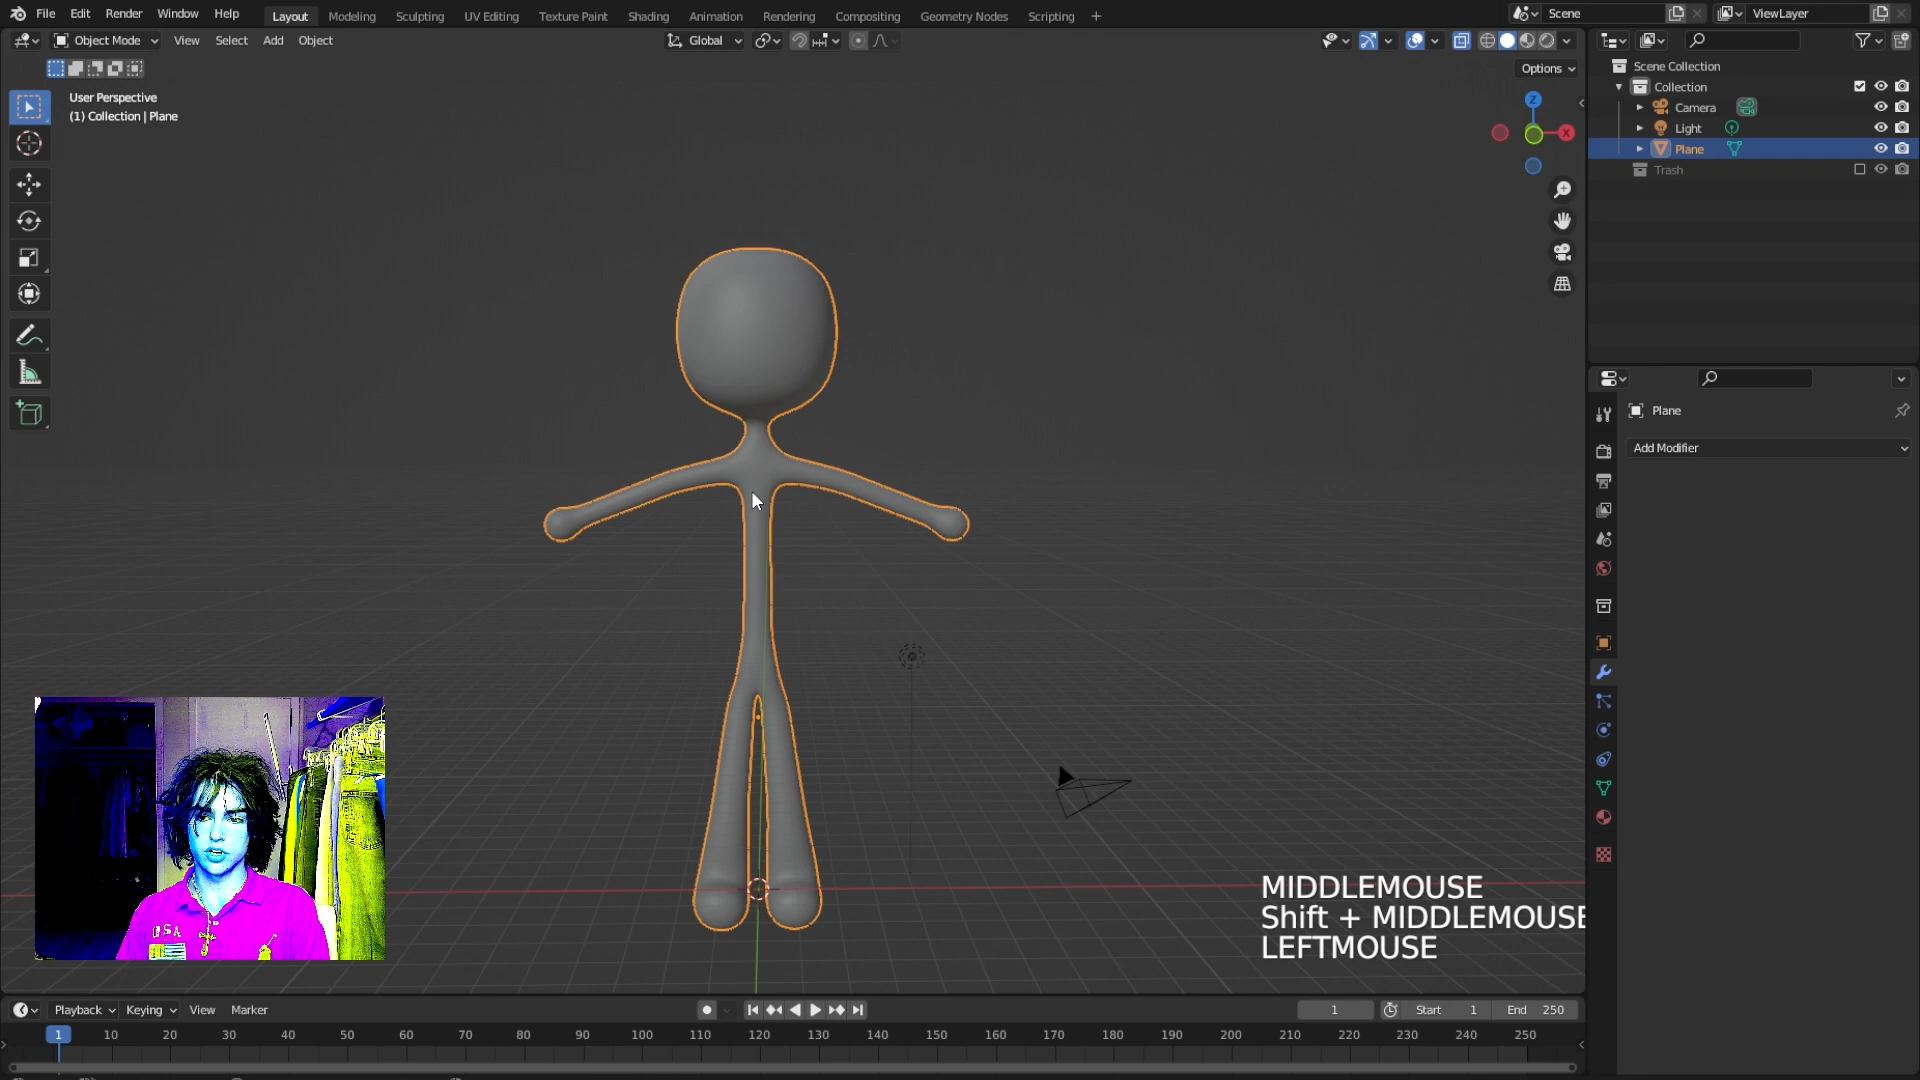 File Edit Render Window Help Layout Modeling Sculpting UV Editing Texture Paint Shading Animation Rendering Compositing Geometry Nodes Scripting + Scene ViewLayer
Object Mode View Select Add Object Global
Options
User Perspective
(1) Collection | Plane
Z
X
Scene Collection
Collection
Camera
Light
Plane
Trash
Plane
Add Modifier
USA
MIDDLEMOUSE
Shift + MIDDLEMOUSE
LEFTMOUSE
Playback Keying View Marker 1 Start 1 End 250
1 10 20 30 40 50 60 70 80 90 100 110 120 130 140 150 160 170 180 190 200 210 220 230 240 250